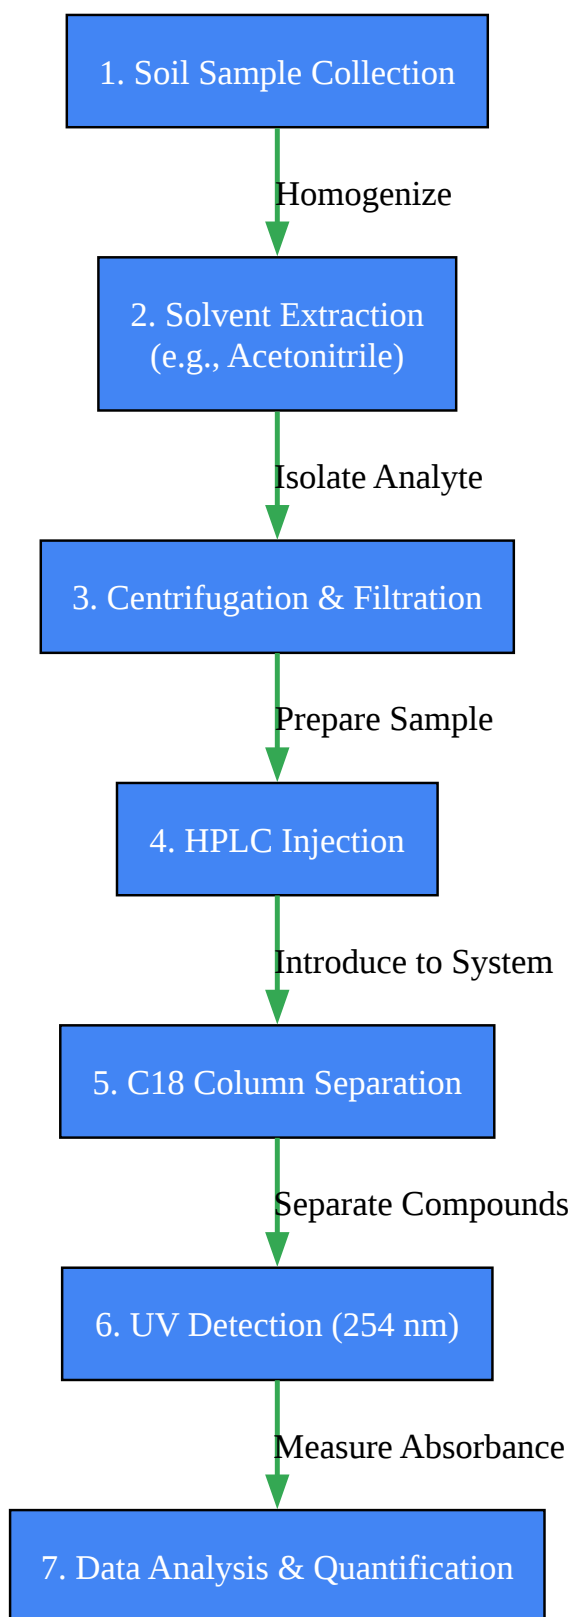 1. Soil Sample Collection
Homogenize
2. Solvent Extraction
(e.g., Acetonitrile)
Isolate Analyte
3. Centrifugation & Filtration
Prepare Sample
4. HPLC Injection
Introduce to System
5. C18 Column Separation
Separate Compounds
6. UV Detection (254 nm)
Measure Absorbance
7. Data Analysis & Quantification